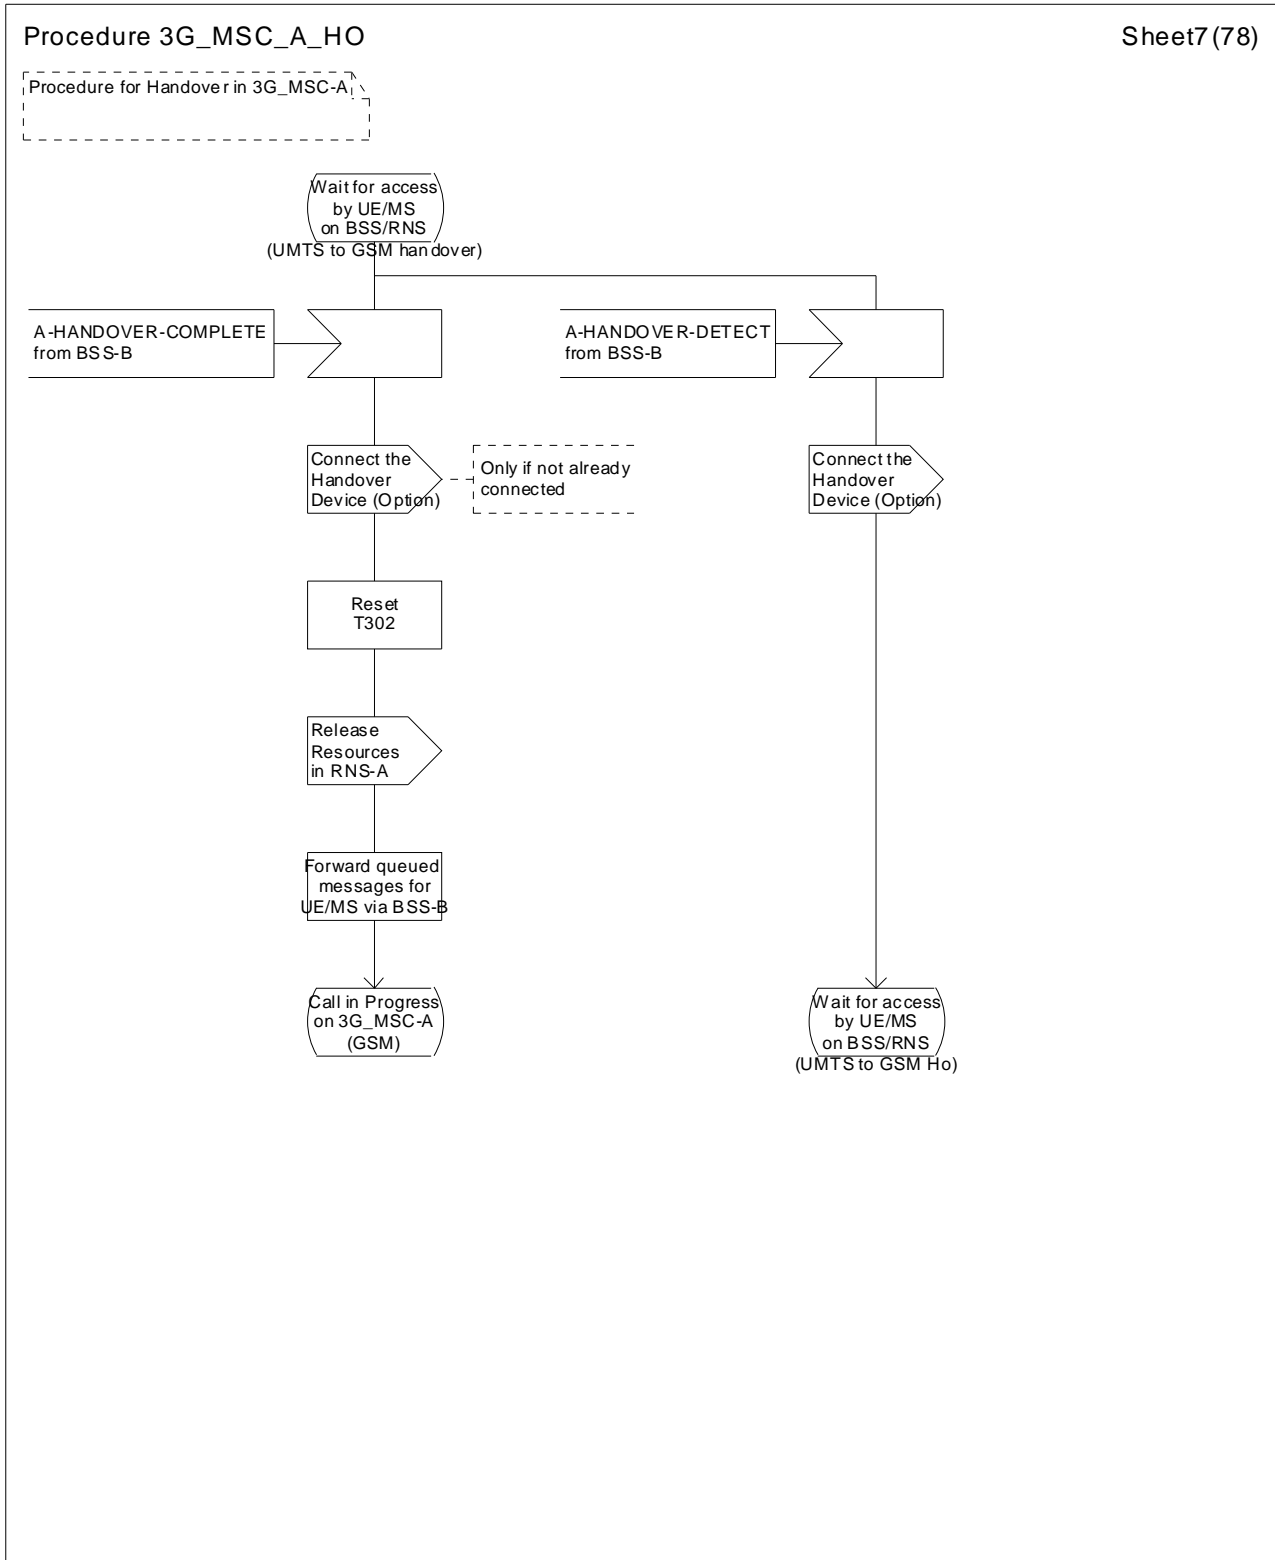 Procedure 3G_MSC_A_HO
Sheet7(78)
Procedure for Handover in 3G_MSC-A
Wait for access
by UE/MS
on BSS/RNS
(UMTS to GSM handover)
A-HANDOVER-COMPLETE
from BSS-B
A-HANDOVER-DETECT
from BSS-B
Connect the
Handover
Device (Option)
Only if not already
connected
Connect the
Handover
Device (Option)
Reset
T302
Release
Resources
in RNS-A
Forward queued
messages for
UE/MS via BSS-B
Call in Progress
on 3G_MSC-A
(GSM)
Wait for access
by UE/MS
on BSS/RNS
(UMTS to GSM Ho)